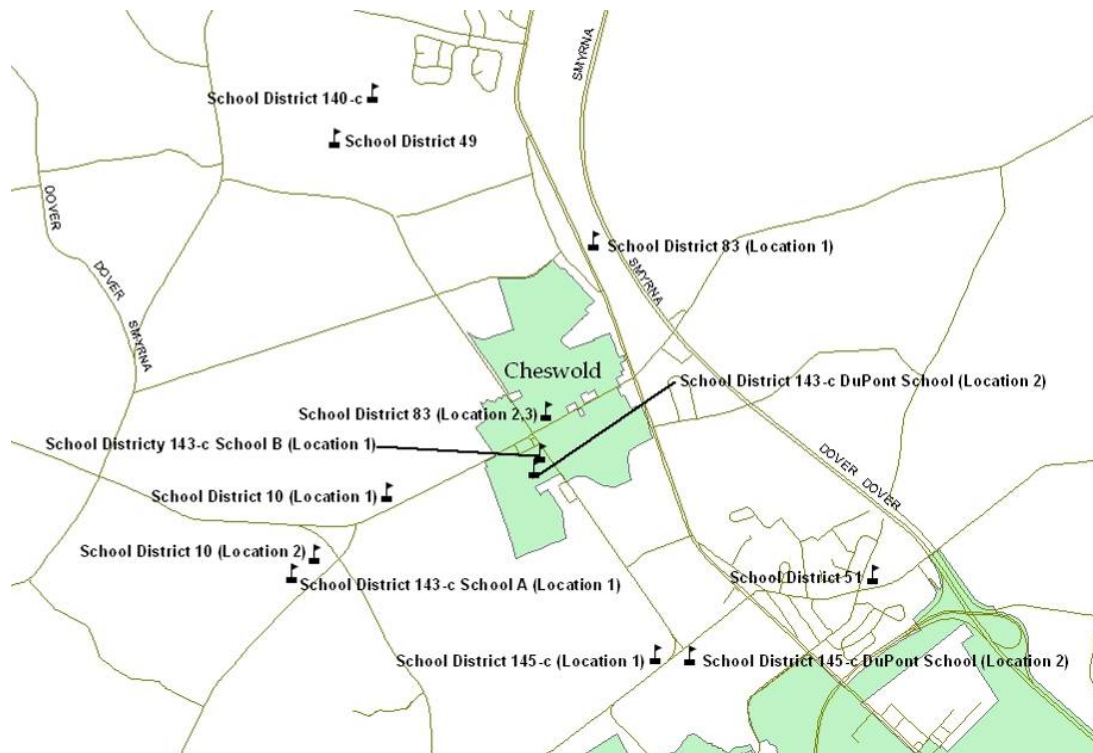 SMYRNA
School District 140-c
School District 49
DOVER
School District 83 (Location 1)
DOVER
SMYRNA
SMYRNA
Cheswold
School District 143-c DuPont School (Location 2)
School District 83 (Location 2,3)
School Districty 143-c School B (Location 1)
DOVER DOVER
School District 10 (Location 1)
School District 10 (Location 2)
School District 51
School District 143-c School A (Location 1)
School District 145-c (Location 1)
School District 145-c DuPont School (Location 2)